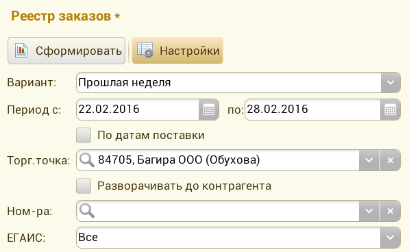 Реестр заказов *
Сформировать Настройки
Вариант: Прошлая неделя
Период с: 22.02.2016 по: 28.02.2016
По датам поставки
Торг.точка: 84705, Багира ООО (Обухова)
Разворачивать до контрагента
Ном-ра:
ЕГАИС: Все